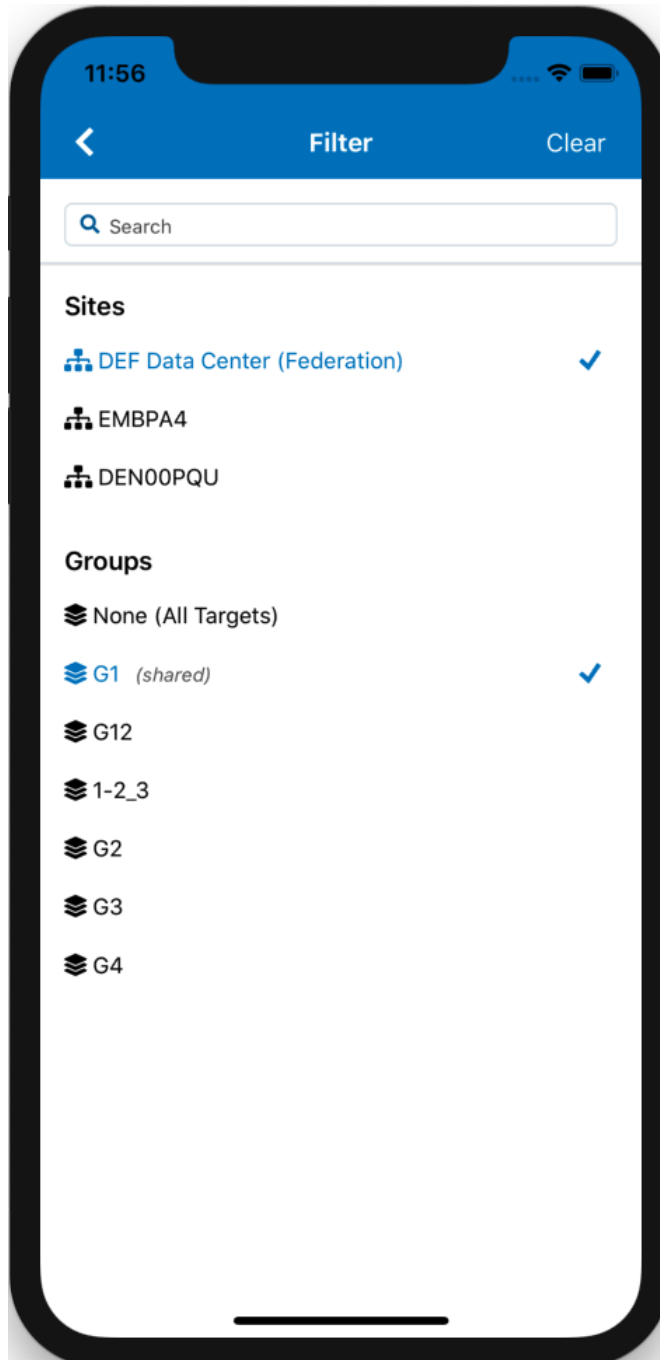 11:56
Filter
Clear
Search
Sites
DEF Data Center (Federation)
EMBPA4
DEN00PQU
Groups
None (All Targets)
G1 (shared)
G12
1-2_3
G2
G3
G4